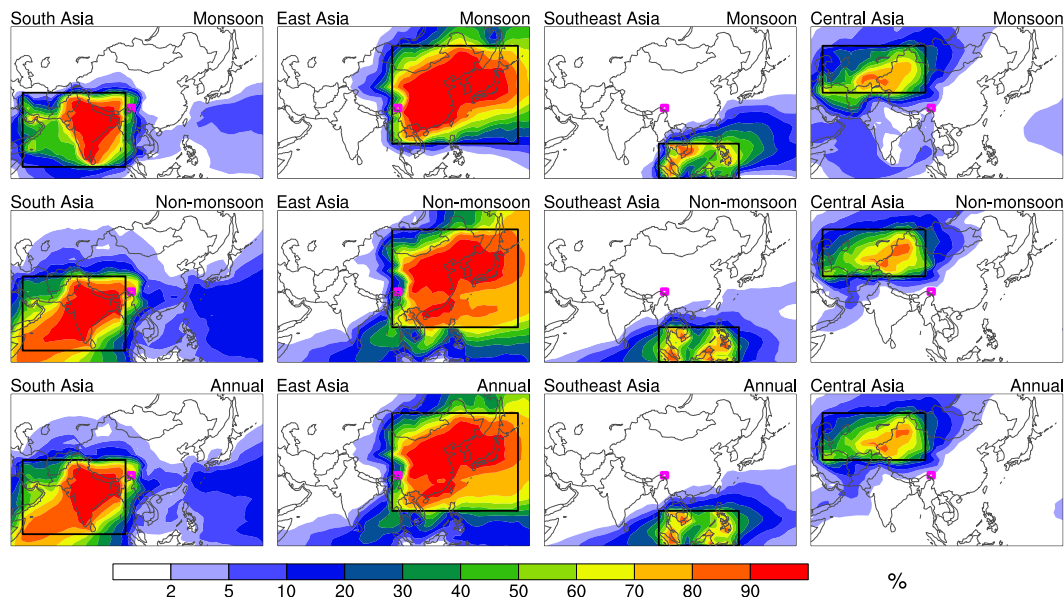 South Asia Monsoon East Asia Monsoon Southeast Asia Monsoon Central Asia Monsoon
South Asia Non-monsoon East Asia Non-monsoon Southeast Asia Non-monsoon Central Asia Non-monsoon
South Asia Annual East Asia Annual Southeast Asia Annual Central Asia Annual
2 5 10 20 30 40 50 60 70 80 90 %